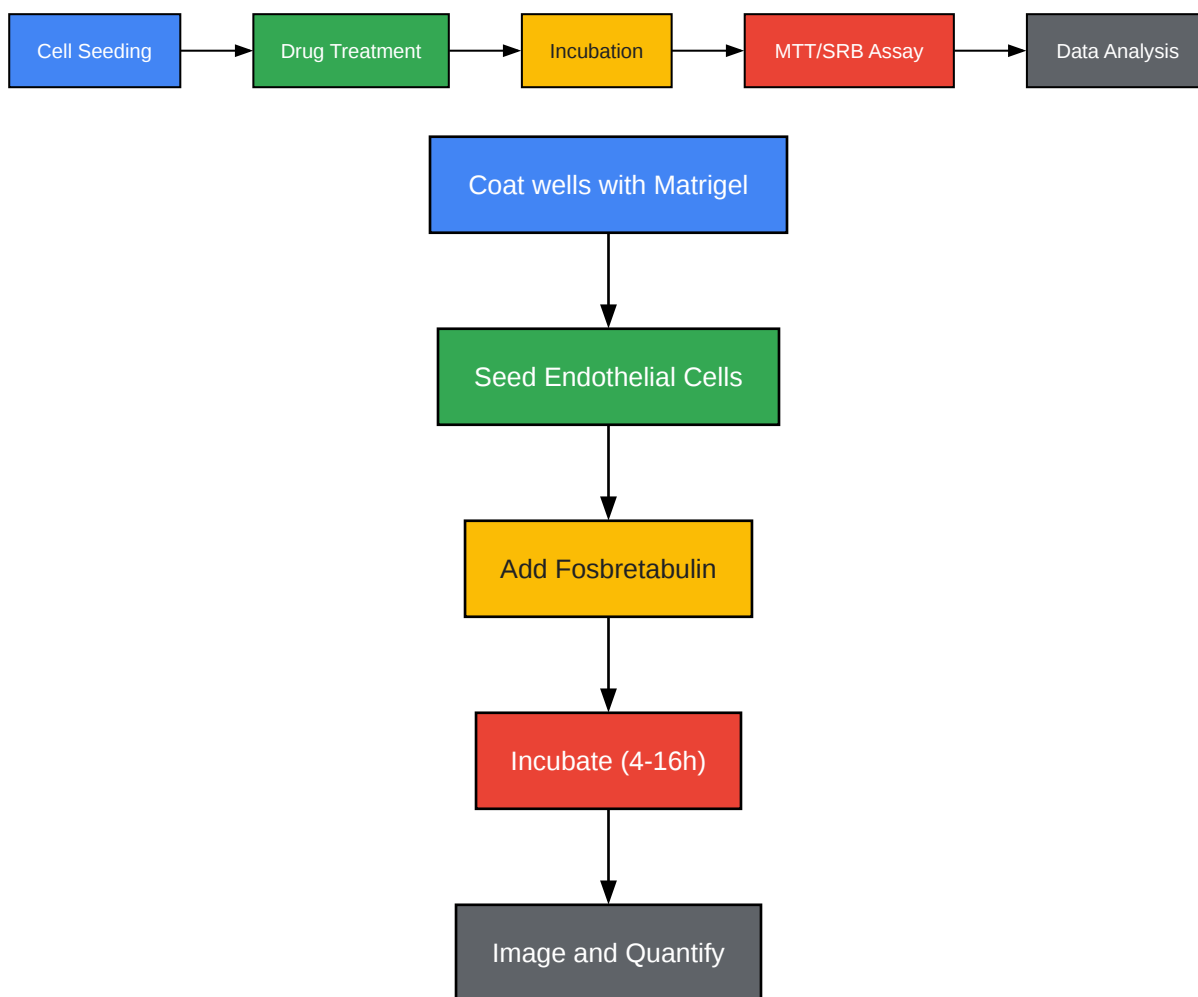 Cell Seeding
Drug Treatment
Incubation
MTT/SRB Assay
Data Analysis
Coat wells with Matrigel
Seed Endothelial Cells
Add Fosbretabulin
Incubate (4-16h)
Image and Quantify